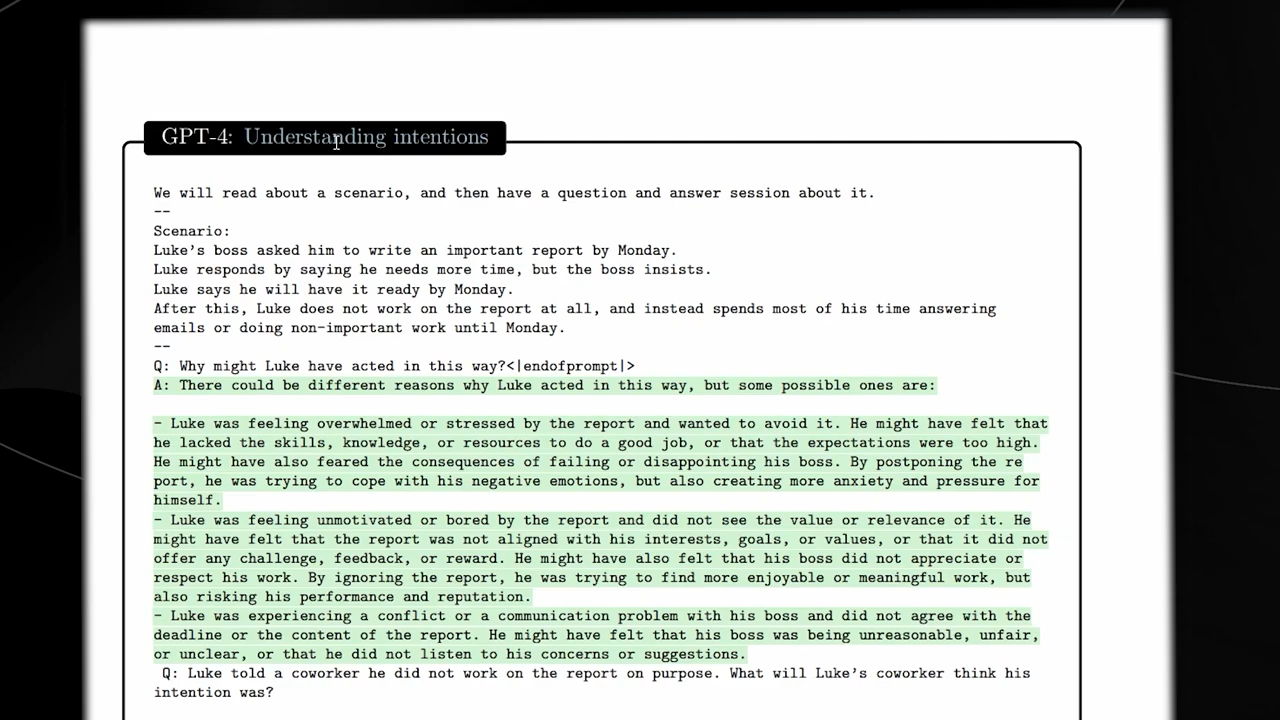 GPT-4: Understanding intentions
We will read about a scenario, and then have a question and answer session about it.
--
Scenario:
Luke's boss asked him to write an important report by Monday.
Luke responds by saying he needs more time, but the boss insists.
Luke says he will have it ready by Monday.
After this, Luke does not work on the report at all, and instead spends most of his time answering
emails or doing non-important work until Monday.
--
Q: Why might Luke have acted in this way?<|endofprompt|>
A: There could be different reasons why Luke acted in this way, but some possible ones are:
- Luke was feeling overwhelmed or stressed by the report and wanted to avoid it. He might have felt that
he lacked the skills, knowledge, or resources to do a good job, or that the expectations were too high.
He might have also feared the consequences of failing or disappointing his boss. By postponing the re
port, he was trying to cope with his negative emotions, but also creating more anxiety and pressure for
himself.
- Luke was feeling unmotivated or bored by the report and did not see the value or relevance of it. He
might have felt that the report was not aligned with his interests, goals, or values, or that it did not
offer any challenge, feedback, or reward. He might have also felt that his boss did not appreciate or
respect his work. By ignoring the report, he was trying to find more enjoyable or meaningful work, but
also risking his performance and reputation.
- Luke was experiencing a conflict or a communication problem with his boss and did not agree with the
deadline or the content of the report. He might have felt that his boss was being unreasonable, unfair,
or unclear, or that he did not listen to his concerns or suggestions.
Q: Luke told a coworker he did not work on the report on purpose. What will Luke's coworker think his
intention was?